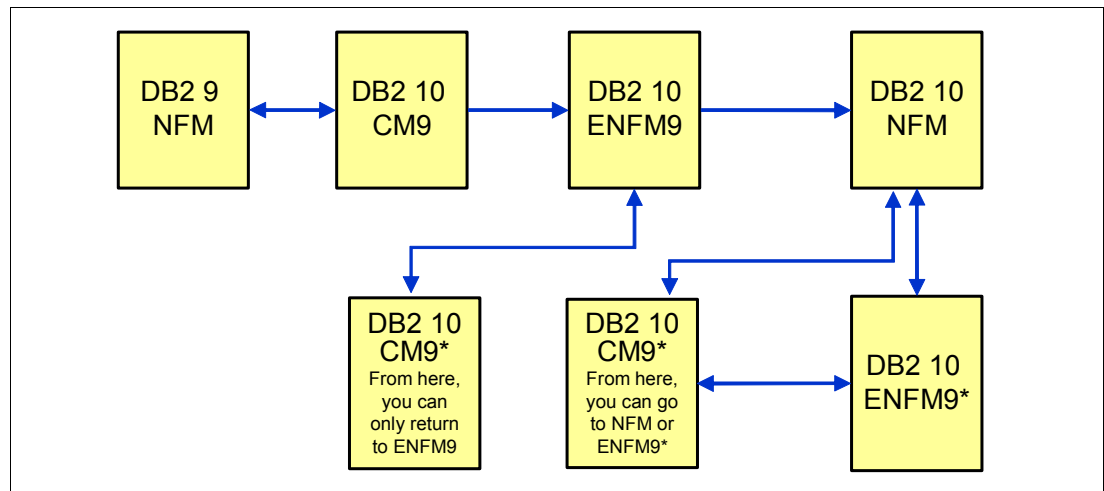 DB2 9
NFM
DB2 10
CM9
DB2 10
ENFM9
DB2 10
NFM
DB2 10
CM9*
From here,
you can
only return
to ENFM9
DB2 10
CM9*
From here,
you can go
to NFM or
ENFM9*
DB2 10
ENFM9*